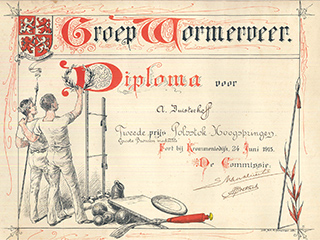 Groep Wormerveer.
Diploma voor
A. Duisterhof
Tweede prijs Polsstok Hoogspringen
Fort bij Krommeniedijk, 24 Juni 1915.
De Commissie.